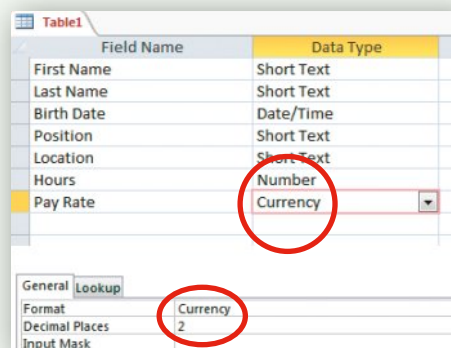 Table1
Field Name Data Type
First Name Short Text
Last Name Short Text
Birth Date Date/Time
Position Short Text
Location Short Text
Hours Number
Pay Rate Currency
General Lookup
Format Currency
Decimal Places 2
Input Mask